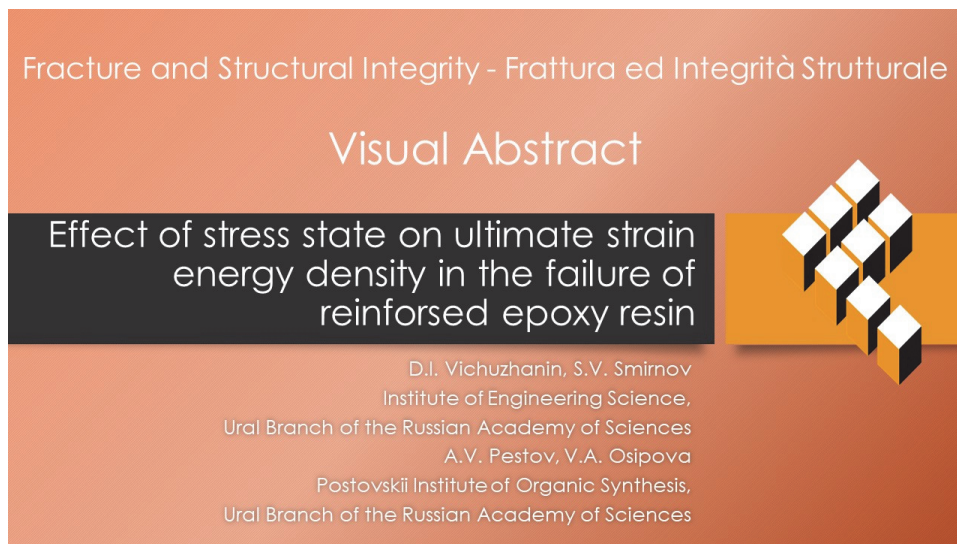 Fracture and Structural Integrity - Frattura ed Integrità Strutturale
Visual Abstract
Effect of stress state on ultimate strain
energy density in the failure of
reinforsed epoxy resin
D.I. Vichuzhanin, S.V. Smirnov
Institute of Engineering Science,
Ural Branch of the Russian Academy of Sciences
A.V. Pestov, V.A. Osipova
Postovskii Institute of Organic Synthesis,
Ural Branch of the Russian Academy of Sciences